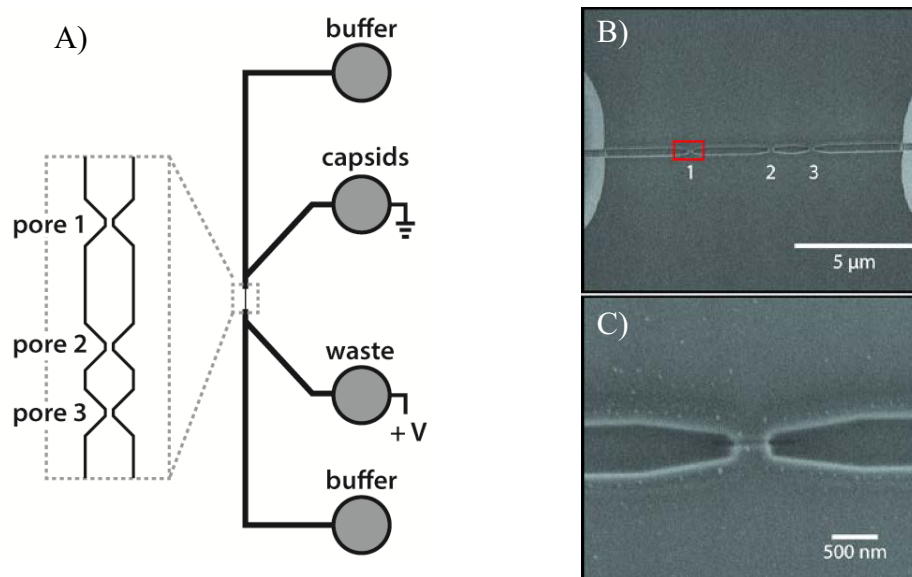 A)
buffer
capsids
pore 1
pore 2
waste
pore 3
+ V
buffer
B)
1
2
3
5 μm
C)
500 nm